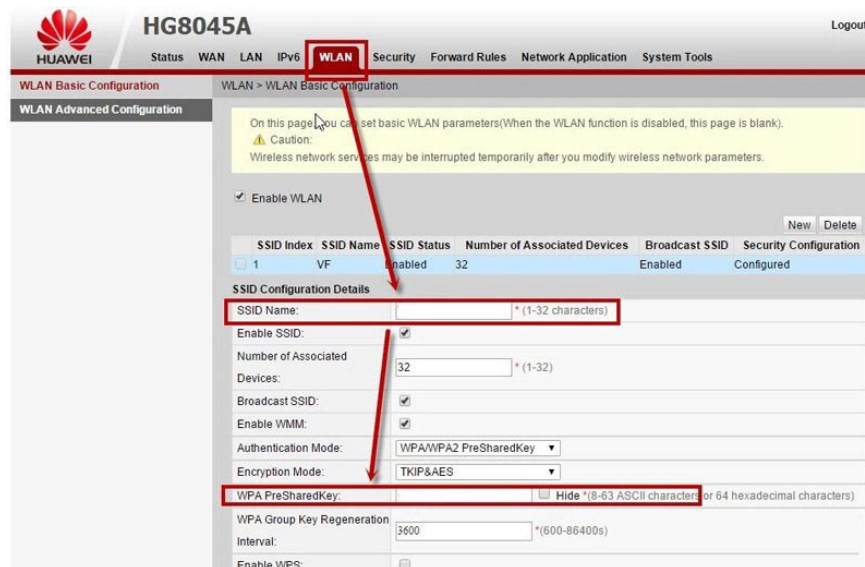 HG8045A
Logout
HUAWEI
Status WAN LAN IPv6 WLAN Security Forward Rules Network Application System Tools
WLAN Basic Configuration
WLAN > WLAN Basic Configuration
WLAN Advanced Configuration
On this page, you can set basic WLAN parameters(When the WLAN function is disabled, this page is blank).
Caution:
Wireless network services may be interrupted temporarily after you modify wireless network parameters.
Enable WLAN
New Delete
SSID Index SSID Name SSID Status Number of Associated Devices Broadcast SSID Security Configuration
1 VF Enabled 32 Enabled Configured
SSID Configuration Details
SSID Name: * (1-32 characters)
Enable SSID:
Number of Associated
Devices: 32 * (1-32)
Broadcast SSID:
Enable WMM:
Authentication Mode: WPA/WPA2 PreSharedKey
Encryption Mode: TKIP&AES
WPA PreSharedKey: Hide *(8-63 ASCII characters or 64 hexadecimal characters)
WPA Group Key Regeneration
Interval: 3600 *(600-86400s)
Enable WPS: